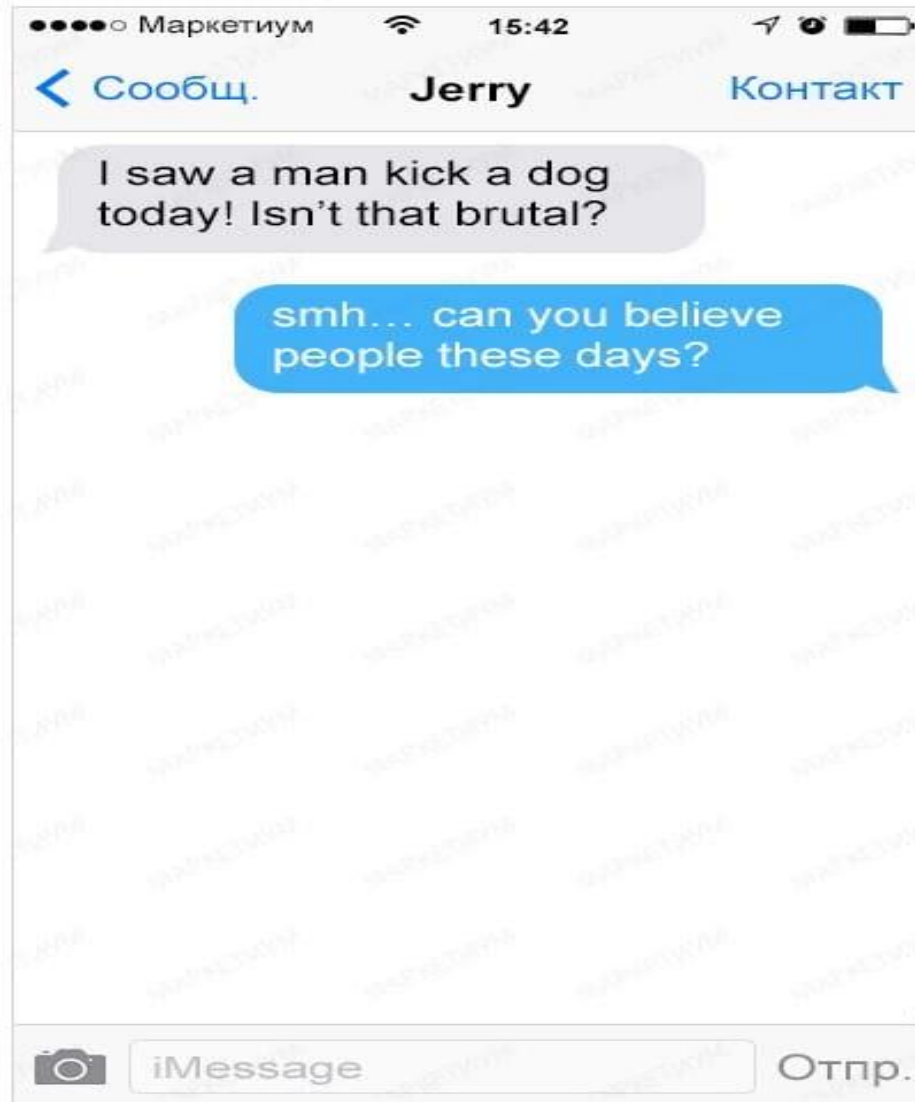 Маркетиум 15:42
Сообщ. Jerry Контакт
I saw a man kick a dog
today! Isn't that brutal?
smh... can you believe
people these days?
iMessage Отпр.